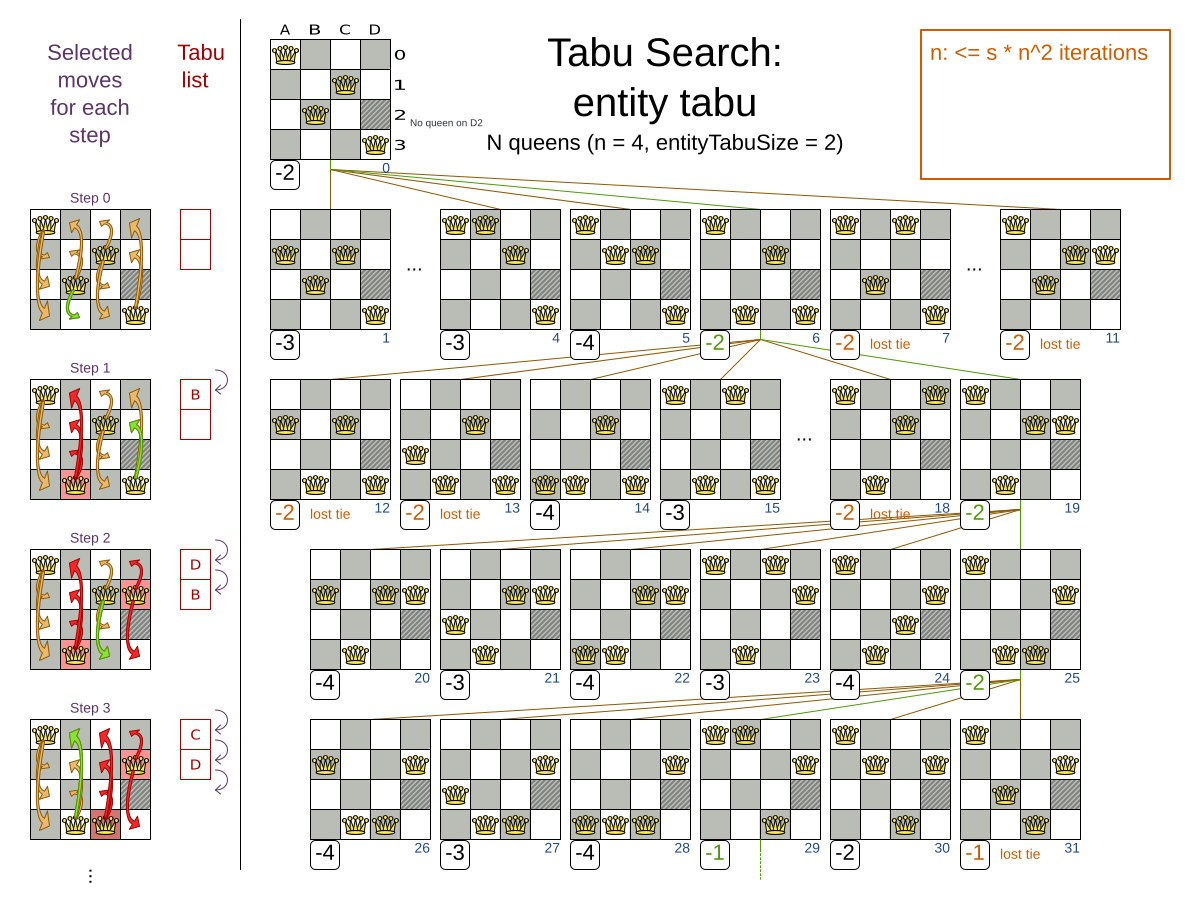 Selected
moves
for each
step
Tabu
list
A B C D
0
1
2
3
No queen on D2
-2
0
Tabu Search:
entity tabu
N queens (n = 4, entityTabuSize = 2)
n: <= s * n^2 iterations
Step 0
...
...
-3 1
-3 4
-4 5
-2 6
-2 lost tie 7
-2 lost tie 11
Step 1
B
...
-2 lost tie 12
-2 lost tie 13
-4 14
-3 15
-2 lost tie 18
-2 19
Step 2
D
B
-4 20
-3 21
-4 22
-3 23
-4 24
-2 25
Step 3
C
D
-4 26
-3 27
-4 28
-1 29
-2 30
-1 lost tie 31
...